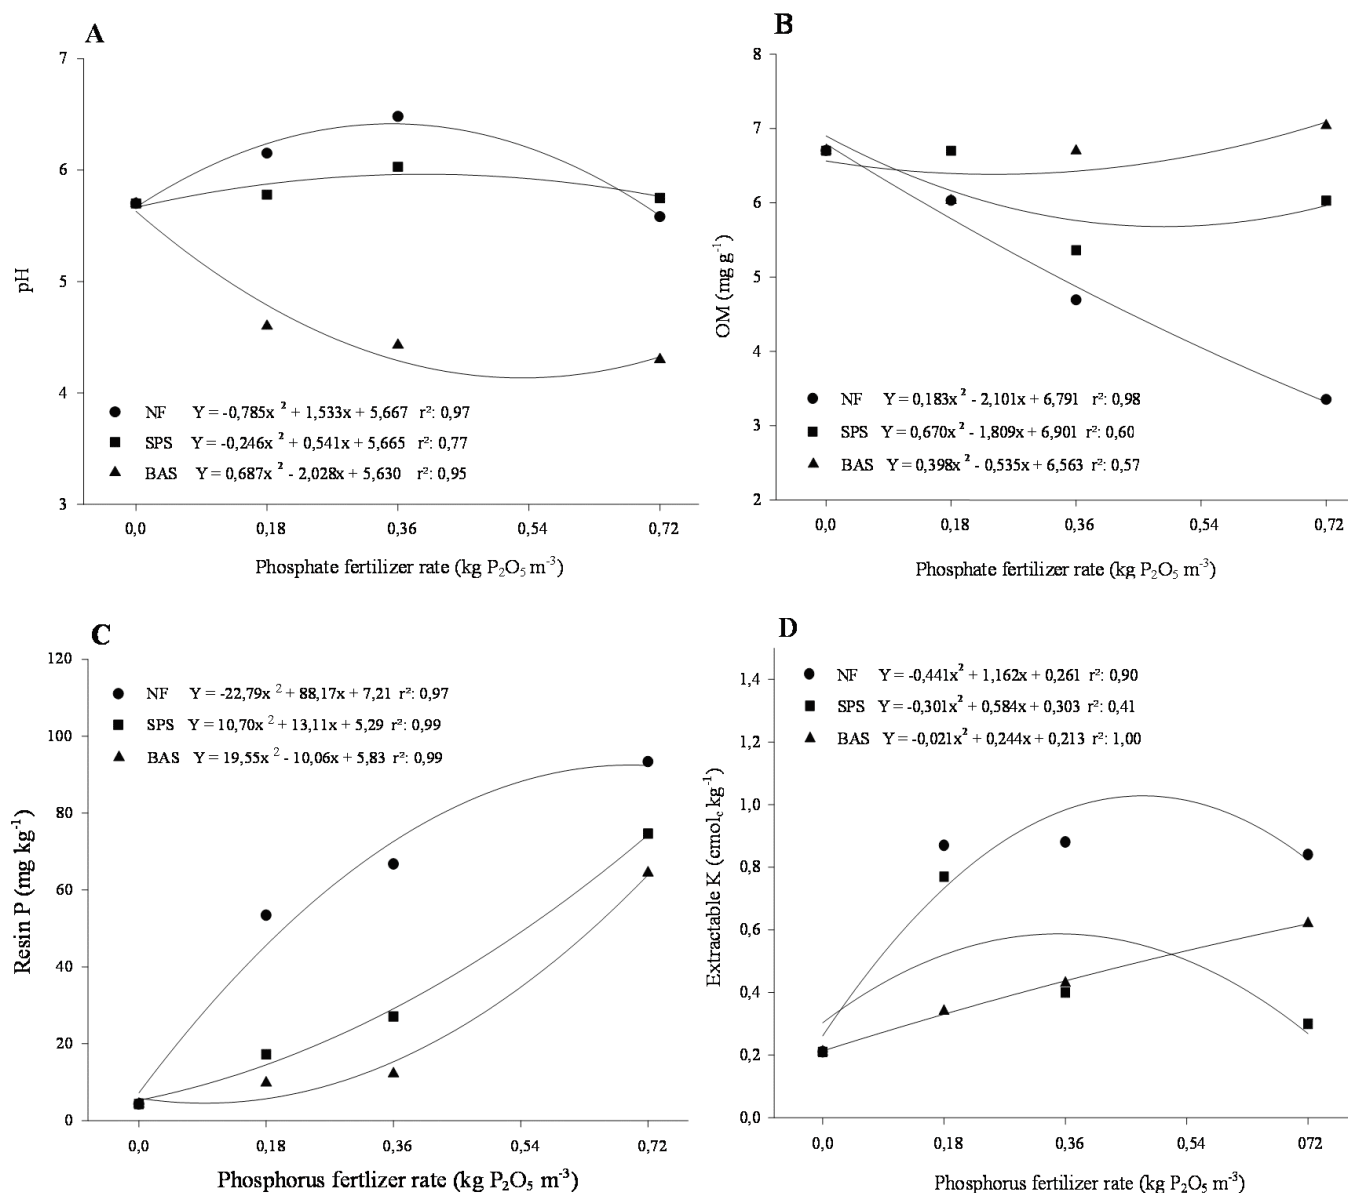 A
7
6
5
4
3
pH
NF Y = -0,785x² + 1,533x + 5,667 r²: 0,97
SPS Y = -0,246x² + 0,541x + 5,665 r²: 0,77
BAS Y = 0,687x² - 2,028x + 5,630 r²: 0,95
0,0 0,18 0,36 0,54 0,72
Phosphate fertilizer rate (kg P₂O₅ m⁻³)
B
8
7
6
5
4
3
2
OM (mg g⁻¹)
NF Y = 0,183x² - 2,101x + 6,791 r²: 0,98
SPS Y = 0,670x² - 1,809x + 6,901 r²: 0,60
BAS Y = 0,398x² - 0,535x + 6,563 r²: 0,57
0,0 0,18 0,36 0,54 0,72
Phosphate fertilizer rate (kg P₂O₅ m⁻³)
C
120
100
80
60
40
20
0
Resin P (mg kg⁻¹)
NF Y = -22,79x² + 88,17x + 7,21 r²: 0,97
SPS Y = 10,70x² + 13,11x + 5,29 r²: 0,99
BAS Y = 19,55x² - 10,06x + 5,83 r²: 0,99
0,0 0,18 0,36 0,54 0,72
Phosphorus fertlizer rate (kg P₂O₅ m⁻³)
D
1,4
1,2
1,0
0,8
0,6
0,4
0,2
0,0
Extractable K (cmolc kg⁻¹)
NF Y = -0,441x² + 1,162x + 0,261 r²: 0,90
SPS Y = -0,301x² + 0,584x + 0,303 r²: 0,41
BAS Y = -0,021x² + 0,244x + 0,213 r²: 1,00
0,0 0,18 0,36 0,54 072
Phosphorus fertilizer rate (kg P₂O₅ m⁻³)